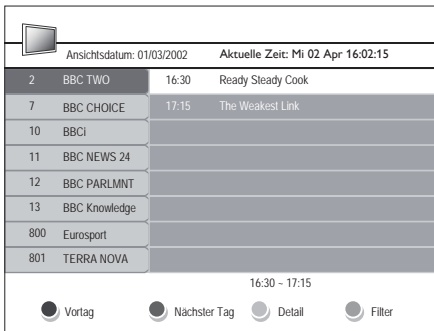 Ansichtsdatum: 01/03/2002 Aktuelle Zeit: Mi 02 Apr 16:02:15
2 BBC TWO 16:30 Ready Steady Cook
7 BBC CHOICE 17:15 The Weakest Link
10 BBCi
11 BBC NEWS 24
12 BBC PARLMNT
13 BBC Knowledge
800 Eurosport
801 TERRA NOVA
16:30 ~ 17:15
Vortag Nächster Tag Detail Filter